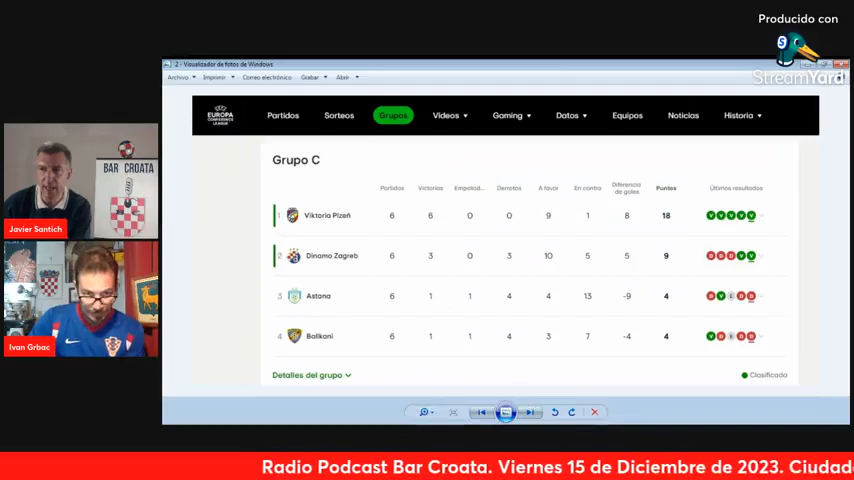 Producido con
S
StreamYard
2 - Visualizador de fotos de Windows
Archivo Imprimir Correo electrónico Grabar Abrir
EUROPA CONFERENCE LEAGUE
Partidos Sorteos Grupos Vídeos Gaming Datos Equipos Noticias Historia
Grupo C
Partidos Victorias Empatad... Derrotas A favor En contra Diferencia de goles Puntos Últimos resultados
1 Viktoria Plzeň 6 6 0 0 9 1 8 18 V V V V V
2 Dinamo Zagreb 6 3 0 3 10 5 5 9 D D D V V
3 Astana 6 1 1 4 4 13 -9 4 D V E D D
4 Ballkani 6 1 1 4 3 7 -4 4 V D E D D
Detalles del grupo
Clasificado
BAR CROATA
Javier Santich
Ivan Grbac
Radio Podcast Bar Croata. Viernes 15 de Diciembre de 2023. Ciudad